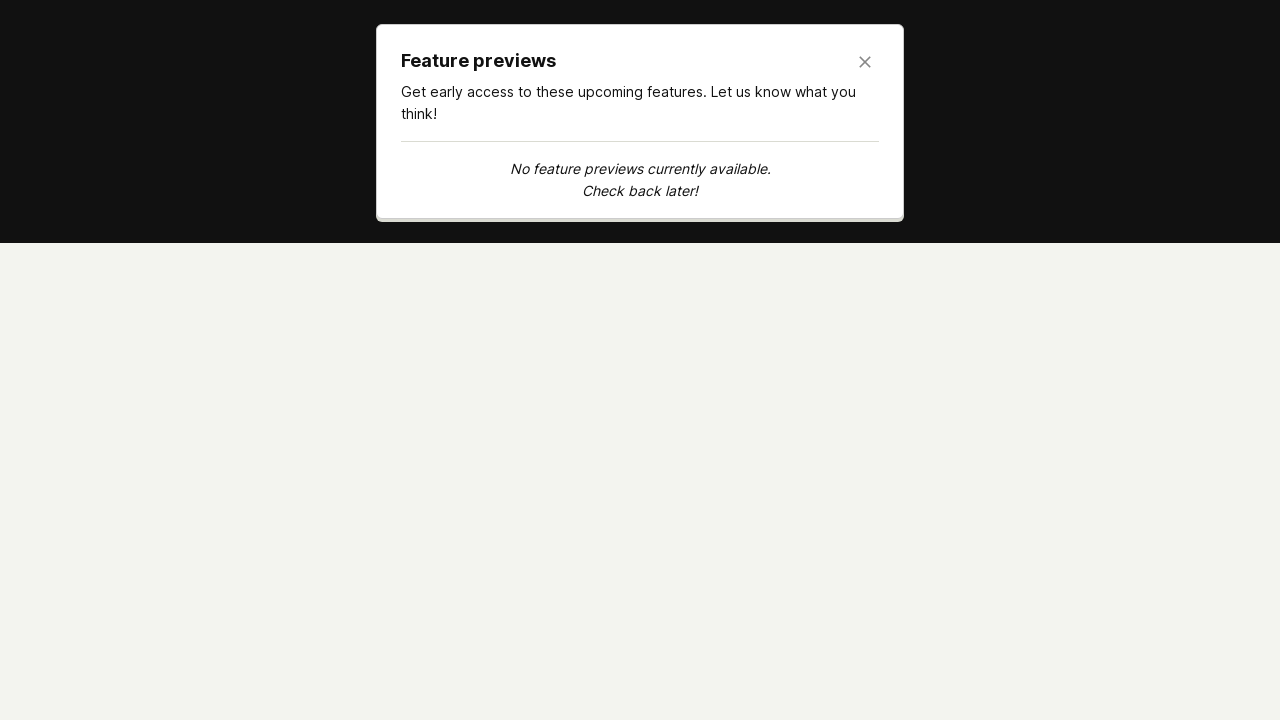 Feature previews
Get early access to these upcoming features. Let us know what you
think!
No feature previews currently available.
Check back later!